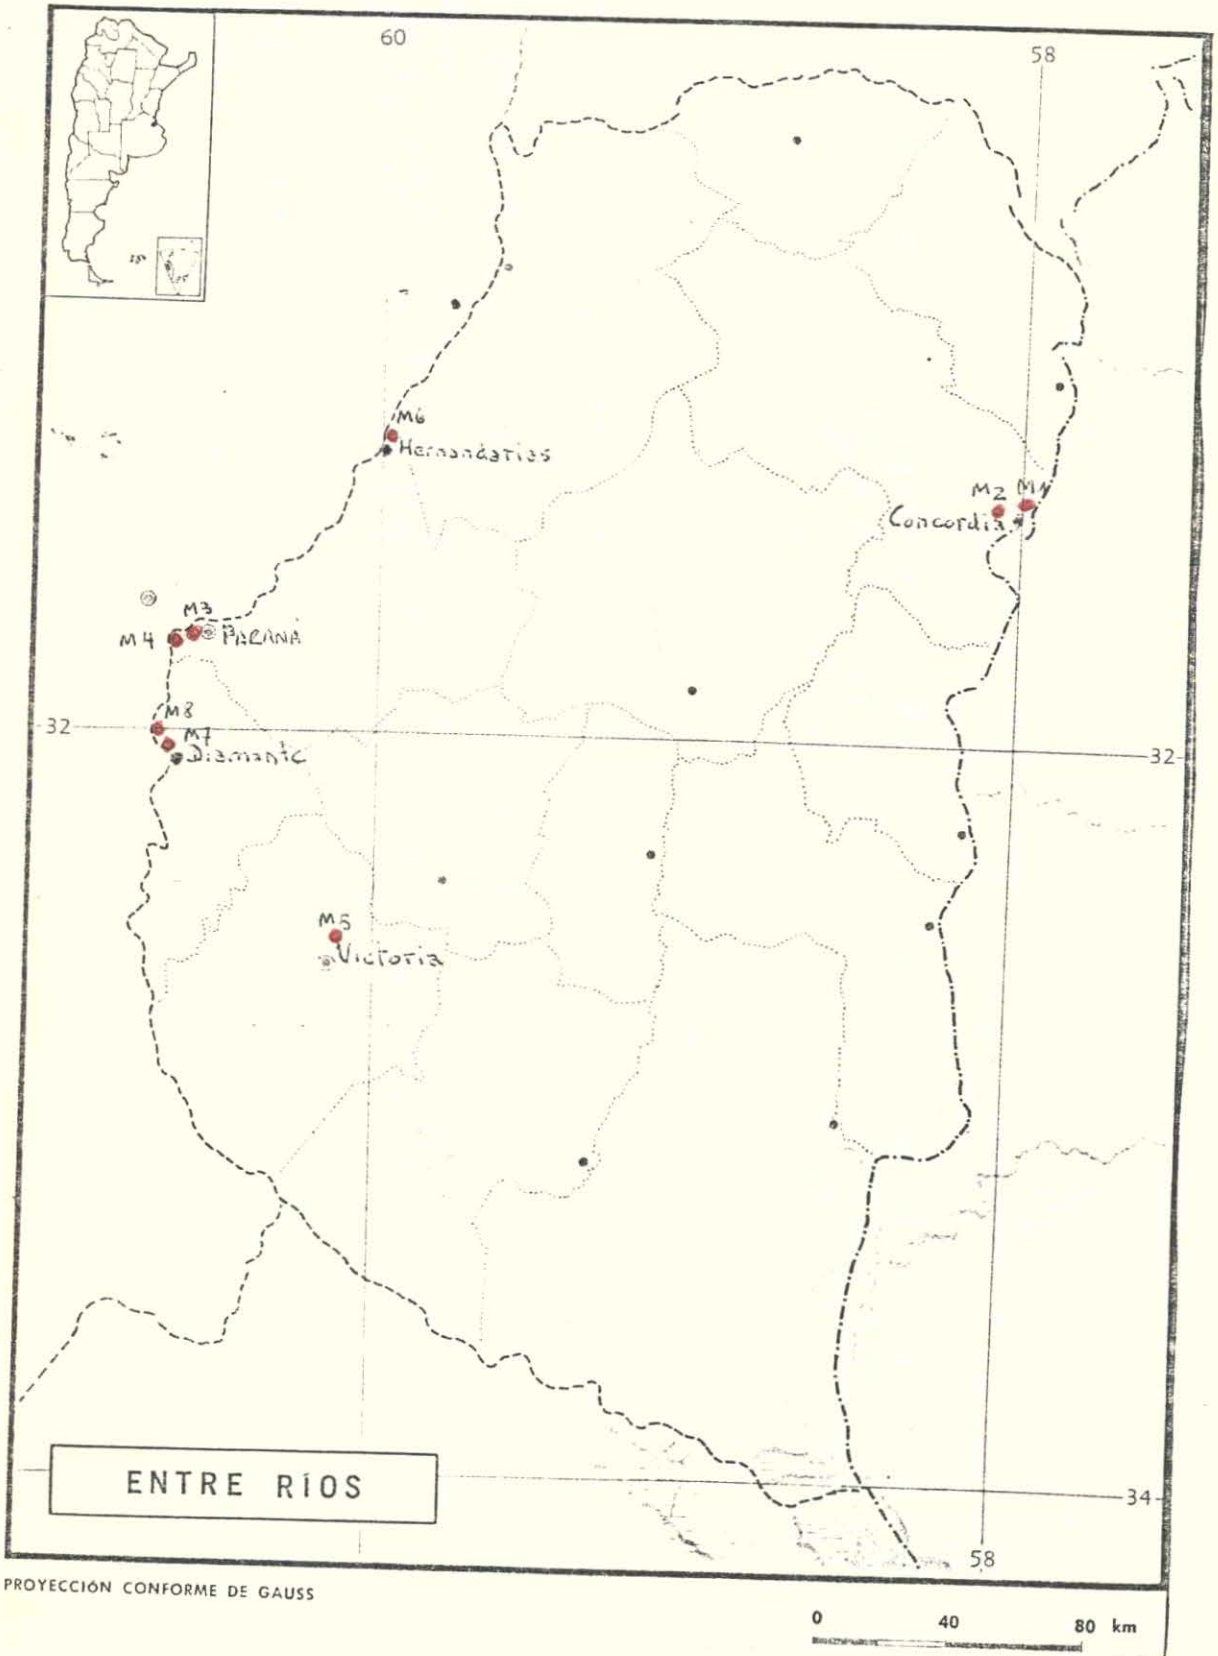 60
58
M6
Hernandarias
M2 M1
Concordia
M3
M4 PARANÁ
M8
32
M7
Diamante
32
M5
Victoria
ENTRE RÍOS
34
58
PROYECCIÓN CONFORME DE GAUSS
0 40 80 km